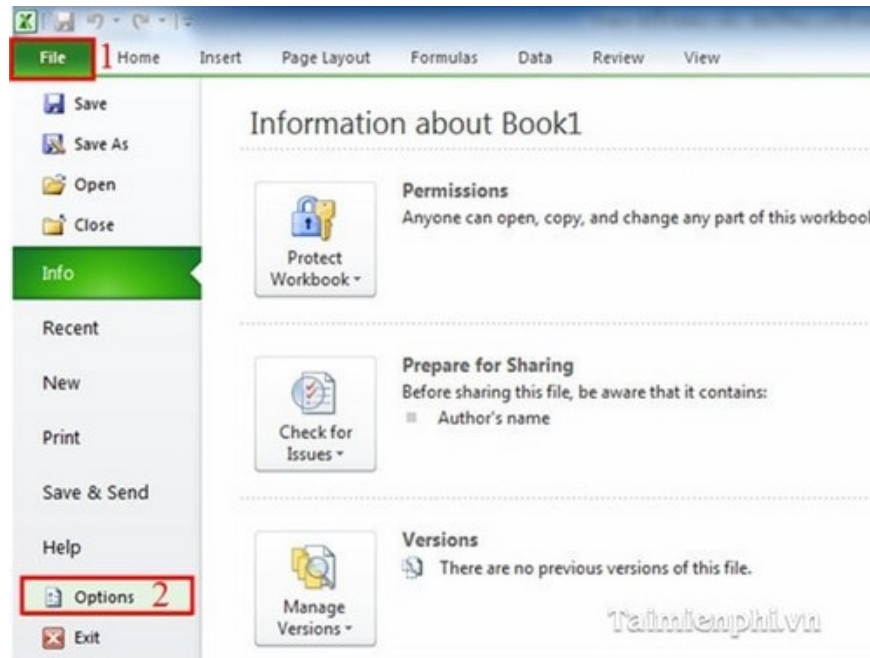 File 1 Home Insert Page Layout Formulas Data Review View
Save
Save As
Open
Close
Info
Recent
New
Print
Save & Send
Help
Options 2
Exit
Information about Book1
Protect
Workbook
Permissions
Anyone can open, copy, and change any part of this workbook
Check for
Issues
Prepare for Sharing
Before sharing this file, be aware that it contains:
Author's name
Manage
Versions
Versions
There are no previous versions of this file.
Taimienphi.vn